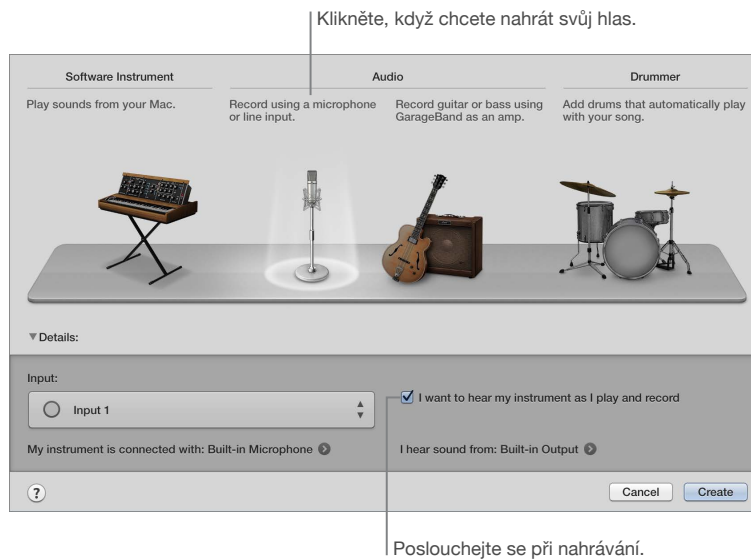 Klikněte, když chcete nahrát svůj hlas.
Software Instrument
Audio
Drummer
Play sounds from your Mac.
Record using a microphone
or line input.
Record guitar or bass using
GarageBand as an amp.
Add drums that automatically play
with your song.
Details:
Input:
Input 1
I want to hear my instrument as I play and record
My instrument is connected with: Built-in Microphone
I hear sound from: Built-in Output
?
Cancel
Create
Poslouchejte se při nahrávání.